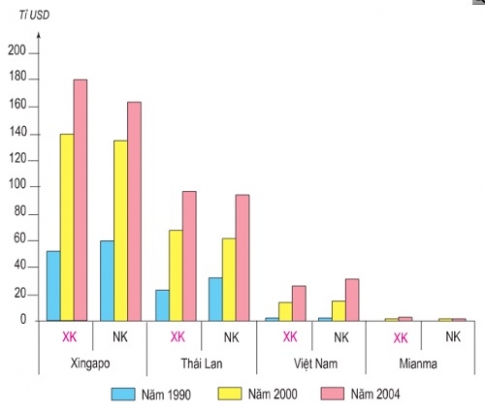 Tỉ USD
200
180
160
140
120
100
80
60
40
20
0
XK NK XK NK XK NK XK NK
Xingapo Thái Lan Việt Nam Mianma
Năm 1990 Năm 2000 Năm 2004